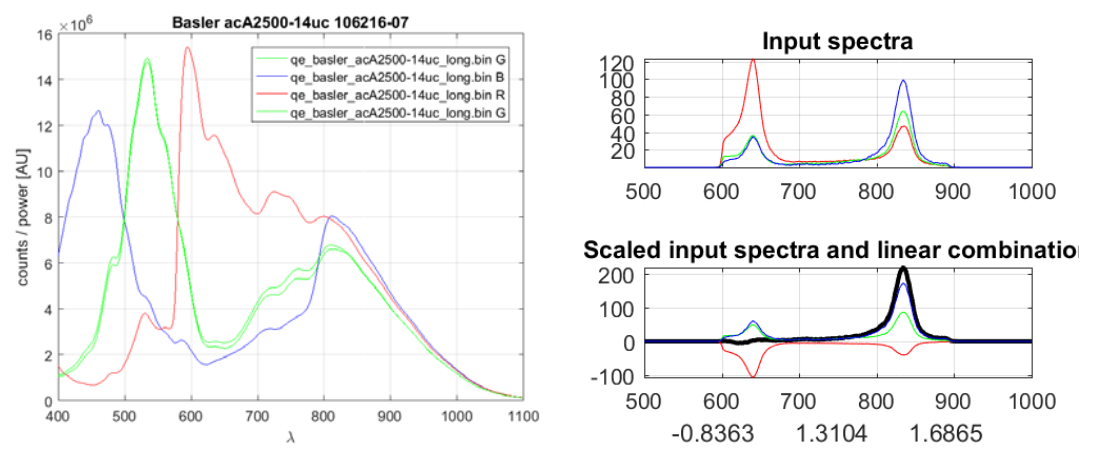 Basler acA2500-14uc 106216-07
×10⁶
16
14
12
10
8
6
4
2
0
counts / power [AU]
400 500 600 700 800 900 1000 1100
λ
qe_basler_acA2500-14uc_long.bin G
qe_basler_acA2500-14uc_long.bin B
qe_basler_acA2500-14uc_long.bin R
qe_basler_acA2500-14uc_long.bin G
Input spectra
120
100
80
60
40
20
500 600 700 800 900 1000
Scaled input spectra and linear combinatio
200
100
0
-100
500 600 700 800 900 1000
-0.8363 1.3104 1.6865